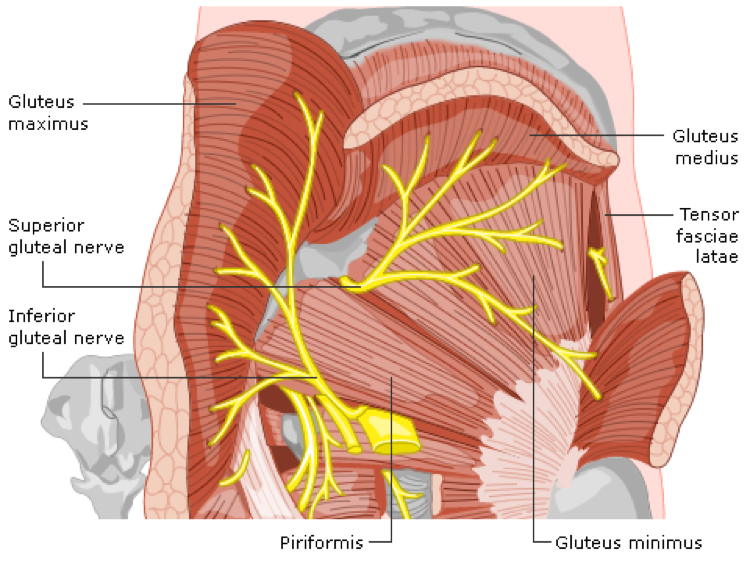 Gluteus
maximus
Gluteus
medius
Superior
gluteal nerve
Tensor
fasciae
latae
Inferior
gluteal nerve
Piriformis
Gluteus minimus